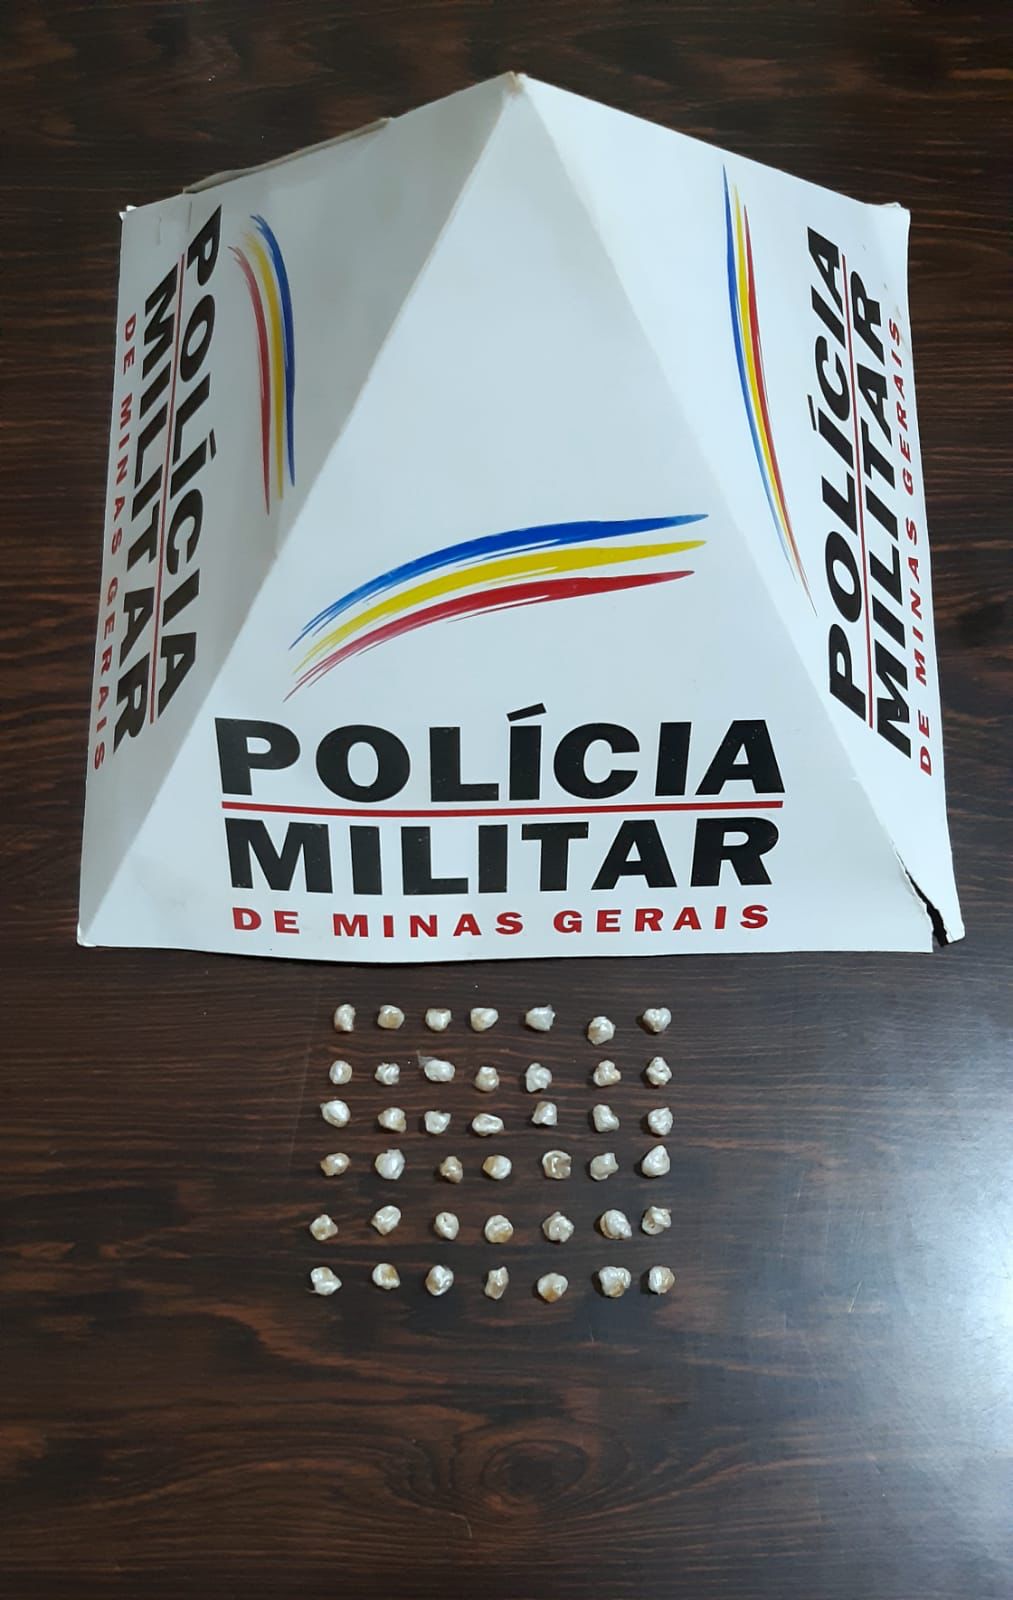 POLÍCIA
MILITAR
DE MINAS GERAIS
POLÍCIA
MILITAR
DE MINAS GERAIS
POLÍCIA
MILITAR
DE MINAS GERAIS